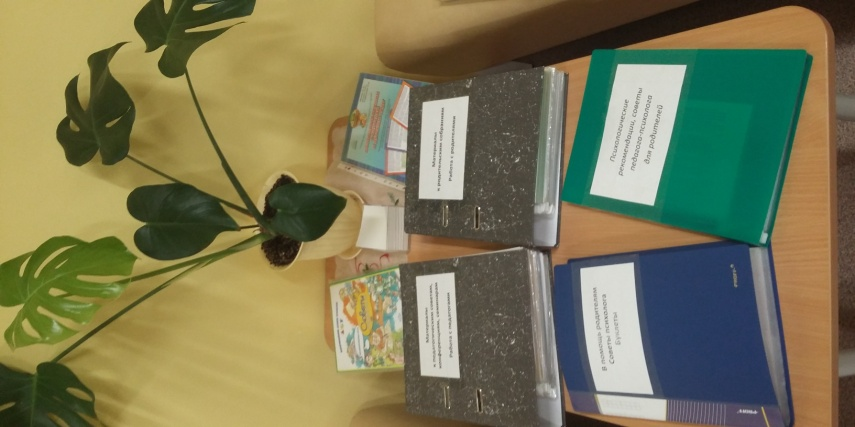 Материалы
к родительским собраниям
Работа с родителями
Психологические
рекомендации, советы
педагога-психолога
для родителей
Материалы
к педагогическим советам,
конференциям, семинарам
Работа с педагогами
В помощь родителям
Советы психолога
Буклеты